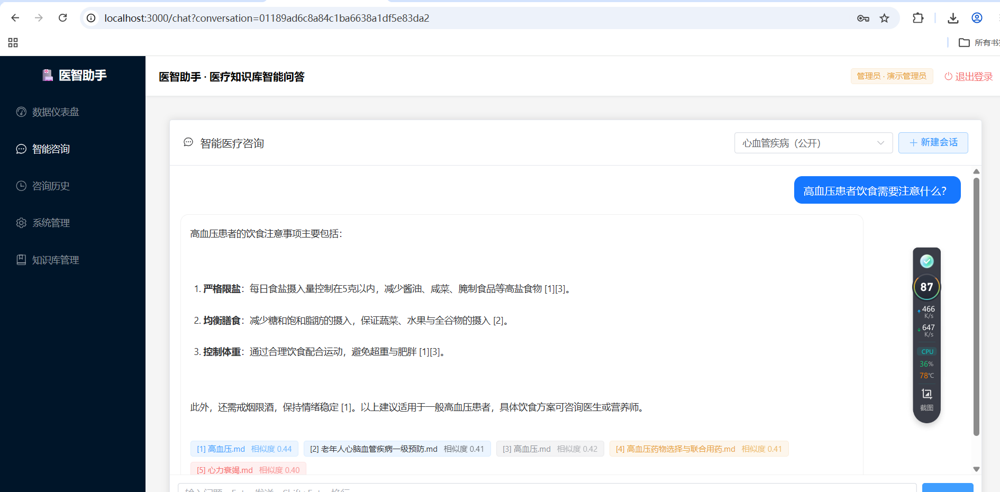 localhost:3000/chat?conversation=01189ad6c8a84c1ba6638a1df5e83da2
所有书
医智助手
医智助手 · 医疗知识库智能问答
管理员 · 演示管理员
退出登录
数据仪表盘
智能咨询
咨询历史
系统管理
知识库管理
智能医疗咨询
心血管疾病（公开）
新建会话
高血压患者饮食需要注意什么？
高血压患者的饮食注意事项主要包括：
1. 严格限盐：每日食盐摄入量控制在5克以内，减少酱油、咸菜、腌制食品等高盐食物 [1][3]。
2. 均衡膳食：减少糖和饱和脂肪的摄入，保证蔬菜、水果与全谷物的摄入 [2]。
3. 控制体重：通过合理饮食配合运动，避免超重与肥胖 [1][3]。
此外，还需戒烟限酒，保持情绪稳定 [1]。以上建议适用于一般高血压患者，具体饮食方案可咨询医生或营养师。
[1] 高血压.md 相似度 0.44
[2] 老年人心脑血管疾病一级预防.md 相似度 0.41
[3] 高血压.md 相似度 0.42
[4] 高血压药物选择与联合用药.md 相似度 0.41
[5] 心力衰竭.md 相似度 0.40
87
466
K/s
647
K/s
CPU
36%
78℃
截图